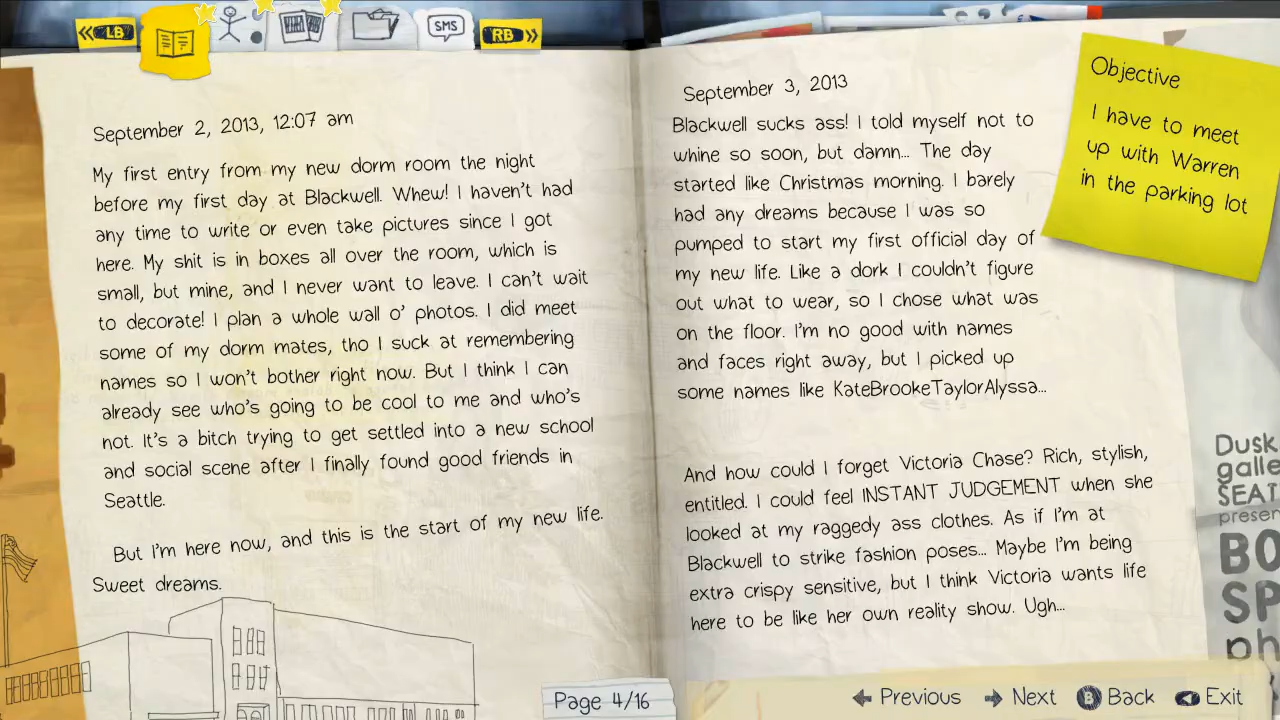 LB
SMS
RB
September 2, 2013, 12:07 am
My first entry from my new dorm room the night
before my first day at Blackwell. Whew! I haven't had
any time to write or even take pictures since I got
here. My shit is in boxes all over the room, which is
small, but mine, and I never want to leave. I can't wait
to decorate! I plan a whole wall o' photos. I did meet
some of my dorm mates, tho I suck at remembering
names so I won't bother right now. But I think I can
already see who's going to be cool to me and who's
not. It's a bitch trying to get settled into a new school
and social scene after I finally found good friends in
Seattle.
But I'm here now, and this is the start of my new life.
Sweet dreams.
September 3, 2013
Blackwell sucks ass! I told myself not to
whine so soon, but damn... The day
started like Christmas morning. I barely
had any dreams because I was so
pumped to start my first official day of
my new life. Like a dork I couldn't figure
out what to wear, so I chose what was
on the floor. I'm no good with names
and faces right away, but I picked up
some names like KateBrookeTaylorAlyssa...
And how could I forget Victoria Chase? Rich, stylish,
entitled. I could feel INSTANT JUDGEMENT when she
looked at my raggedy ass clothes. As if I'm at
Blackwell to strike fashion poses... Maybe I'm being
extra crispy sensitive, but I think Victoria wants life
here to be like her own reality show. Ugh...
Objective
I have to meet
up with Warren
in the parking lot
Dusk
galle
SEAT
presen
BO
SP
ph
Page 4/16
Previous
Next
B Back
Exit